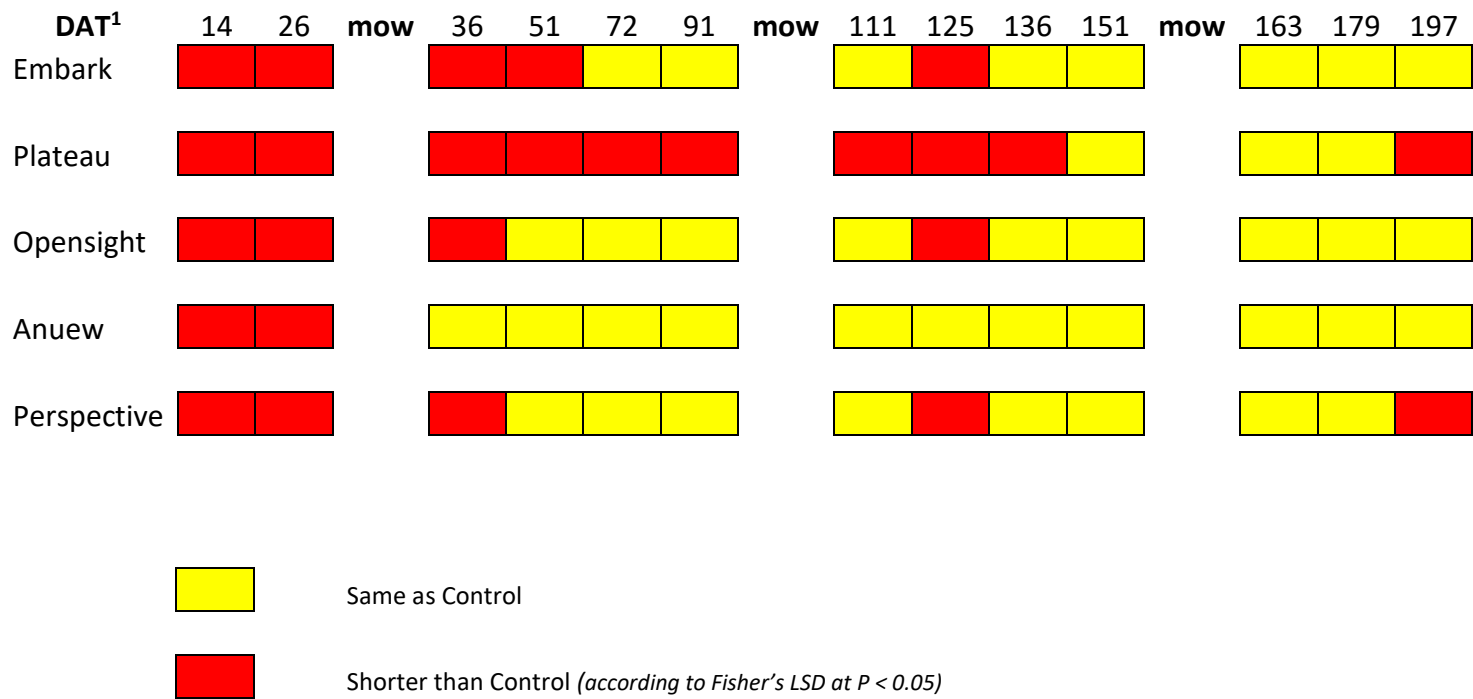 DAT¹ 14 26 mow 36 51 72 91 mow 111 125 136 151 mow 163 179 197
Embark
Plateau
Opensight
Anuew
Perspective
Same as Control
Shorter than Control (according to Fisher’s LSD at P < 0.05)